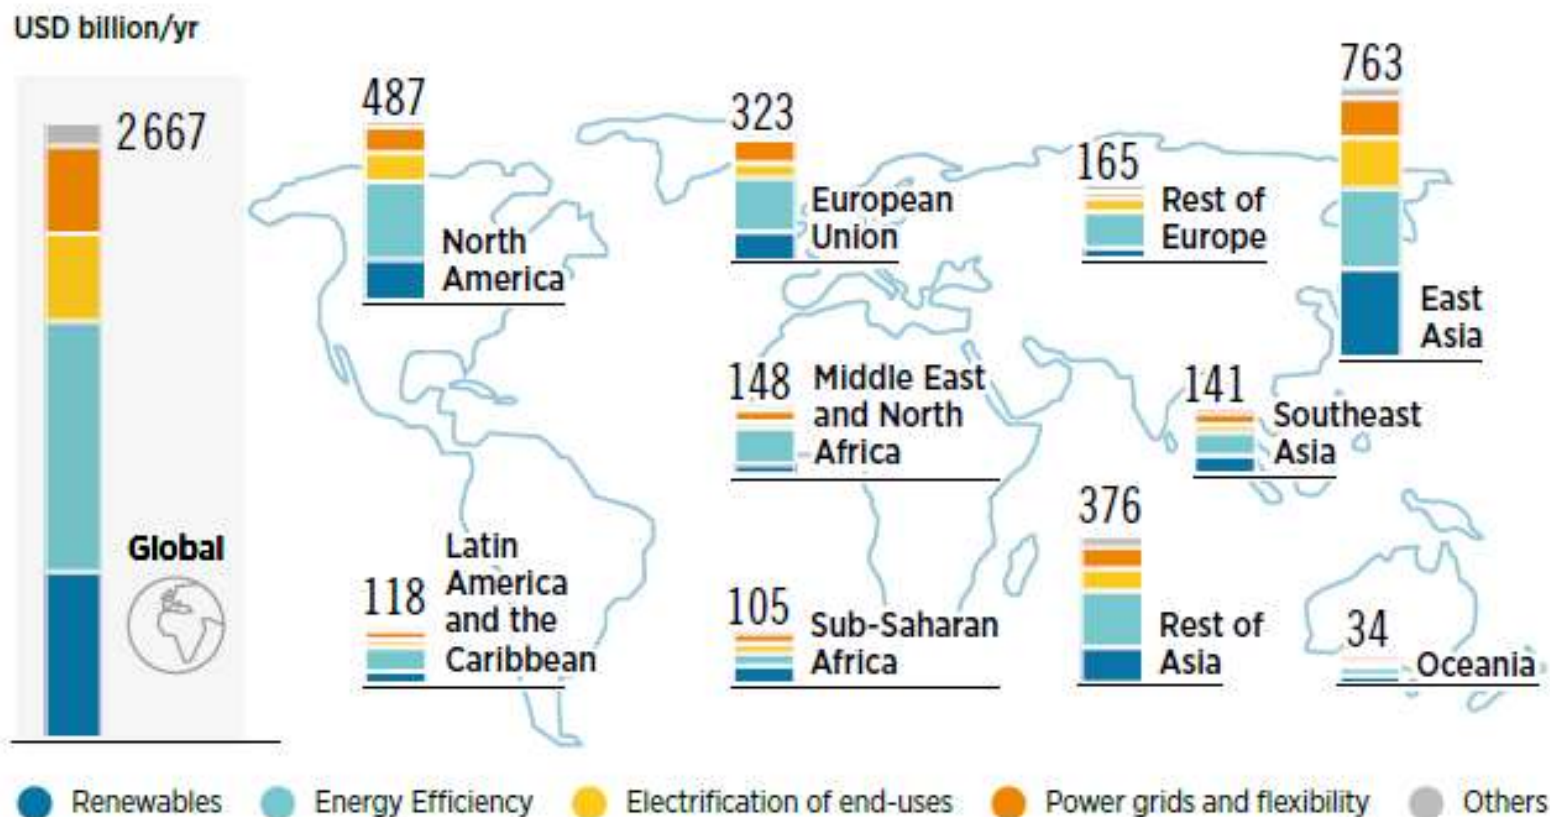 USD billion/yr
2667
Global
487
North
America
323
European
Union
165
Rest of
Europe
763
East
Asia
148
Middle East
and North
Africa
141
Southeast
Asia
118
Latin
America
and the
Caribbean
105
Sub-Saharan
Africa
376
Rest of
Asia
34
Oceania
Renewables
Energy Efficiency
Electrification of end-uses
Power grids and flexibility
Others